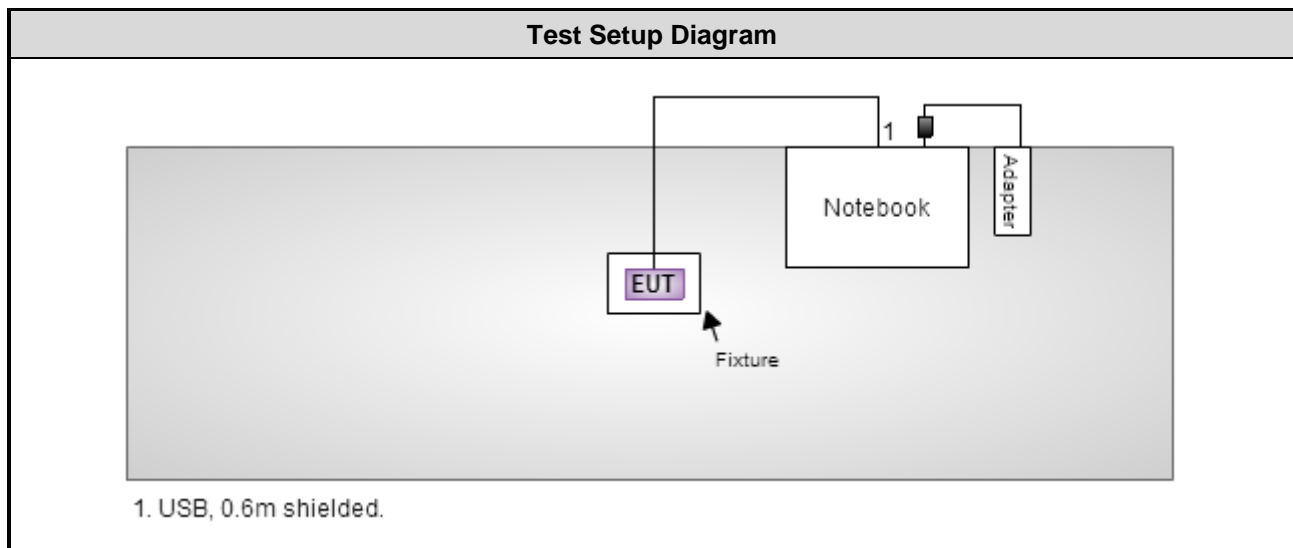 Test Setup Diagram
1
Notebook
Adapter
EUT
Fixture
1. USB, 0.6m shielded.